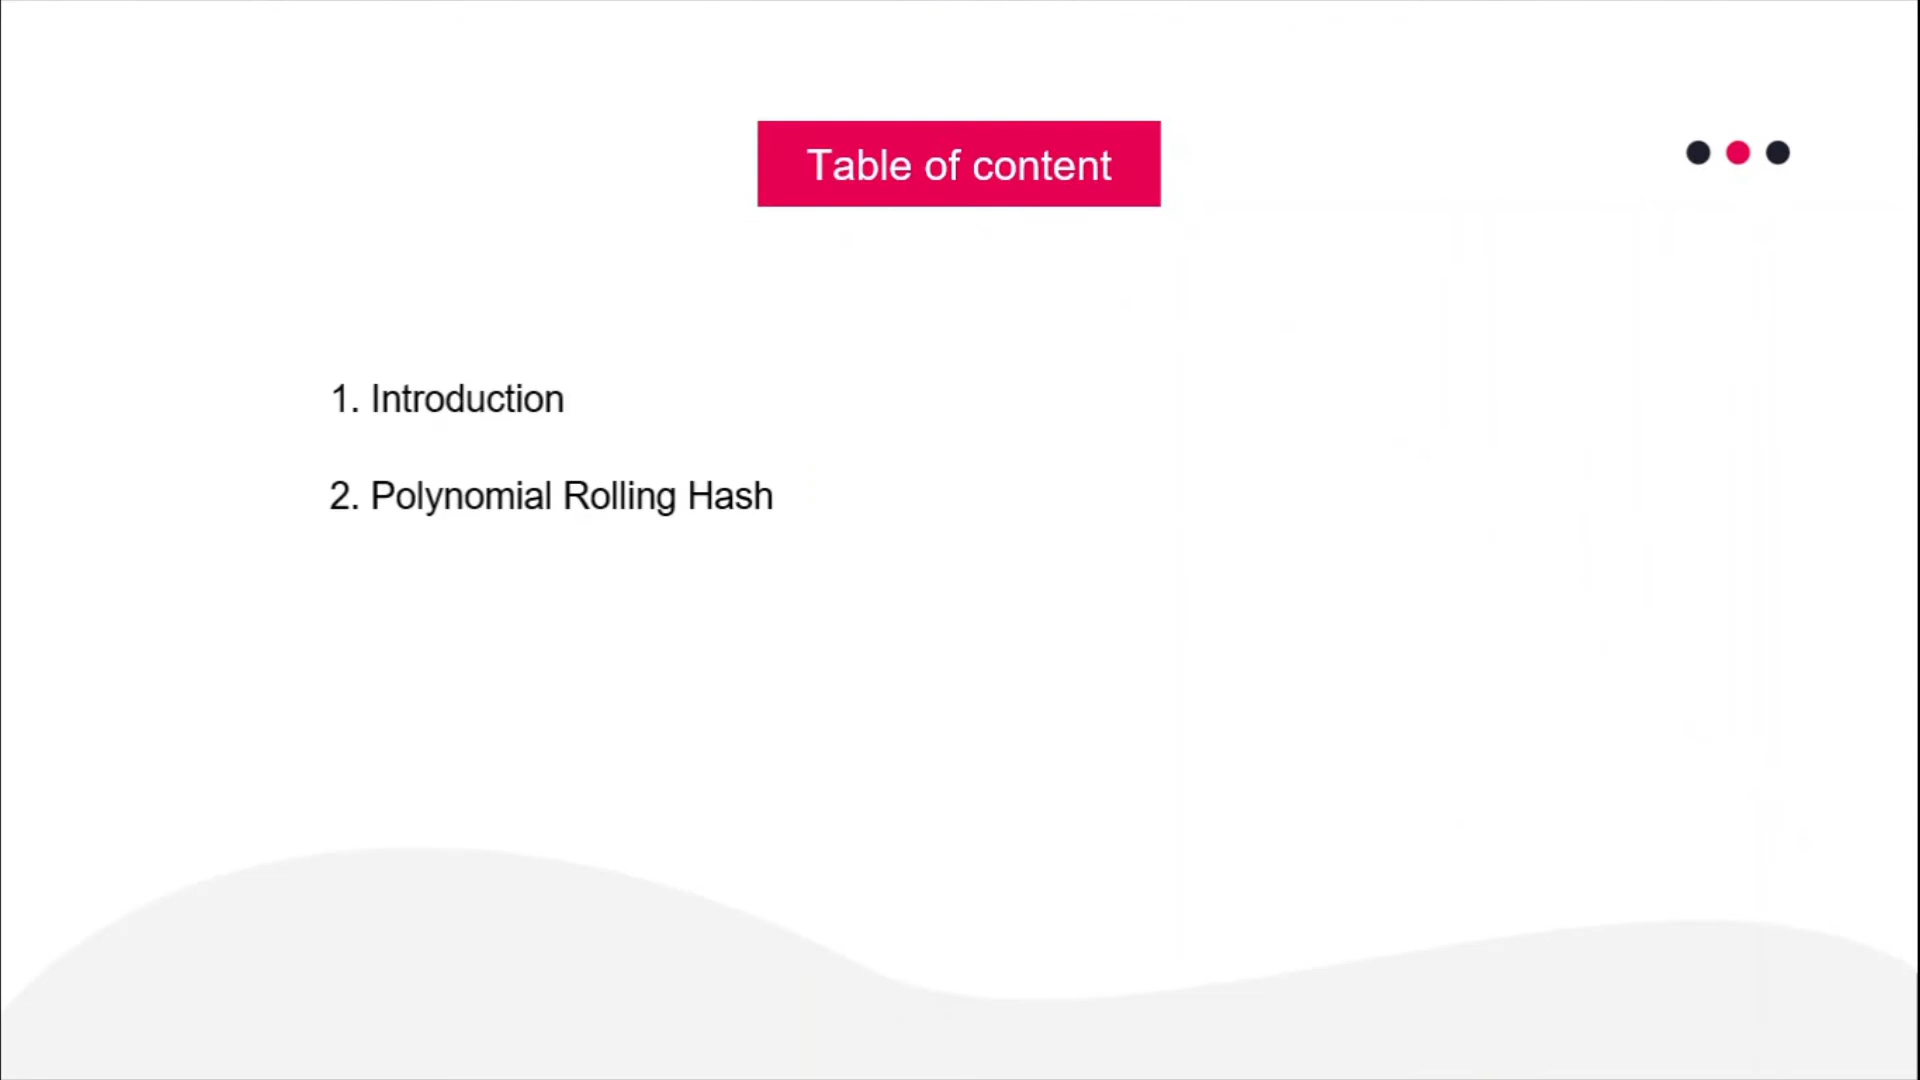 Table of content
1. Introduction
2. Polynomial Rolling Hash